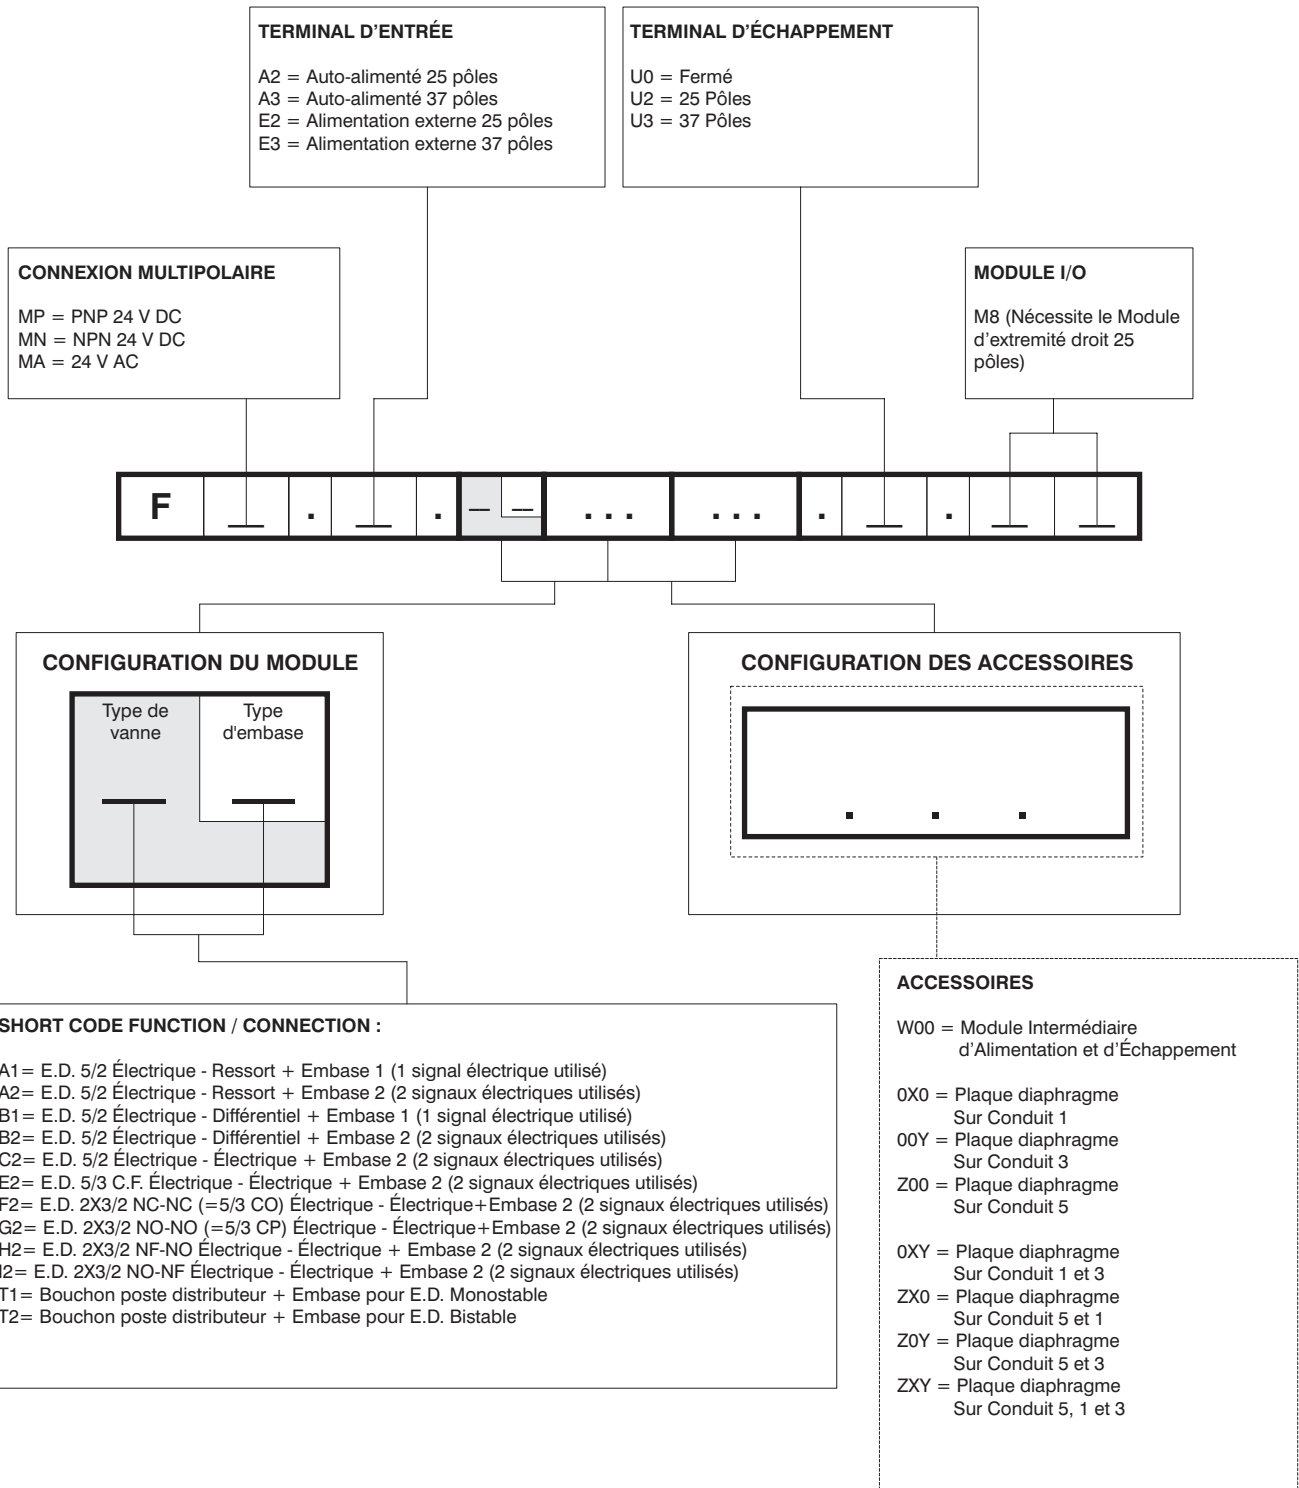 TERMINAL D'ENTRÉE
A2 = Auto-alimenté 25 pôles
A3 = Auto-alimenté 37 pôles
E2 = Alimentation externe 25 pôles
E3 = Alimentation externe 37 pôles
TERMINAL D'ÉCHAPPEMENT
U0 = Fermé
U2 = 25 Pôles
U3 = 37 Pôles
CONNEXION MULTIPOLAIRE
MP = PNP 24 V DC
MN = NPN 24 V DC
MA = 24 V AC
MODULE I/O
M8 (Nécessite le Module
d'extremité droit 25
pôles)
F __ . __ . __ __ ... ... . __ . __ __
CONFIGURATION DU MODULE
Type de
vanne
Type
d'embase
CONFIGURATION DES ACCESSOIRES
. . .
SHORT CODE FUNCTION / CONNECTION :
A1= E.D. 5/2 Électrique - Ressort + Embase 1 (1 signal électrique utilisé)
A2= E.D. 5/2 Électrique - Ressort + Embase 2 (2 signaux électriques utilisés)
B1= E.D. 5/2 Électrique - Différentiel + Embase 1 (1 signal électrique utilisé)
B2= E.D. 5/2 Électrique - Différentiel + Embase 2 (2 signaux électriques utilisés)
C2= E.D. 5/2 Électrique - Électrique + Embase 2 (2 signaux électriques utilisés)
E2= E.D. 5/3 C.F. Électrique - Électrique + Embase 2 (2 signaux électriques utilisés)
F2= E.D. 2X3/2 NC-NC (=5/3 CO) Électrique - Électrique+Embase 2 (2 signaux électriques utilisés)
G2= E.D. 2X3/2 NO-NO (=5/3 CP) Électrique - Électrique+Embase 2 (2 signaux électriques utilisés)
H2= E.D. 2X3/2 NF-NO Électrique - Électrique + Embase 2 (2 signaux électriques utilisés)
I2= E.D. 2X3/2 NO-NF Électrique - Électrique + Embase 2 (2 signaux électriques utilisés)
T1= Bouchon poste distributeur + Embase pour E.D. Monostable
T2= Bouchon poste distributeur + Embase pour E.D. Bistable
ACCESSOIRES
W00 = Module Intermédiaire
d'Alimentation et d'Échappement
0X0 = Plaque diaphragme
Sur Conduit 1
00Y = Plaque diaphragme
Sur Conduit 3
Z00 = Plaque diaphragme
Sur Conduit 5
0XY = Plaque diaphragme
Sur Conduit 1 et 3
ZX0 = Plaque diaphragme
Sur Conduit 5 et 1
Z0Y = Plaque diaphragme
Sur Conduit 5 et 3
ZXY = Plaque diaphragme
Sur Conduit 5, 1 et 3